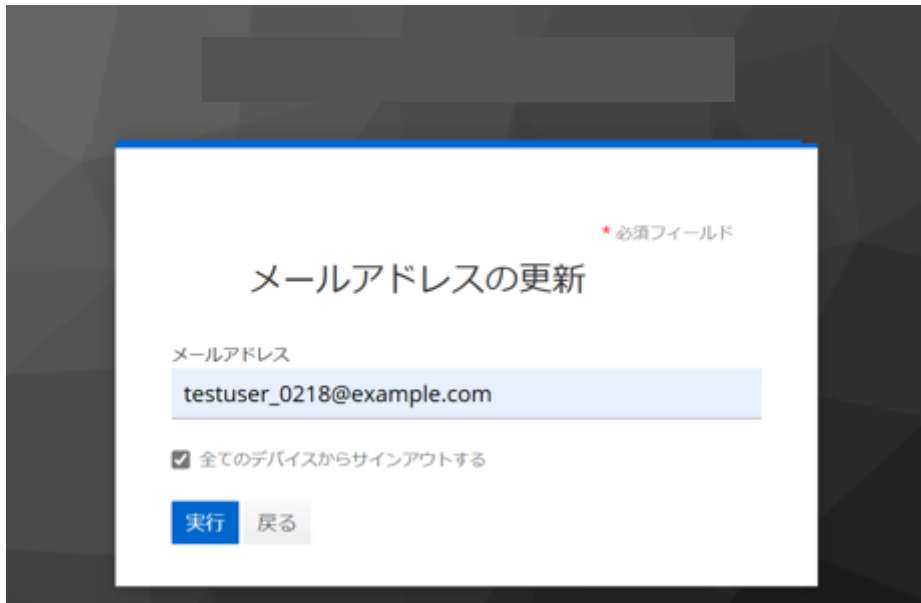 * 必須フィールド
メールアドレスの更新
メールアドレス
testuser_0218@example.com
全てのデバイスからサインアウトする
実行 戻る